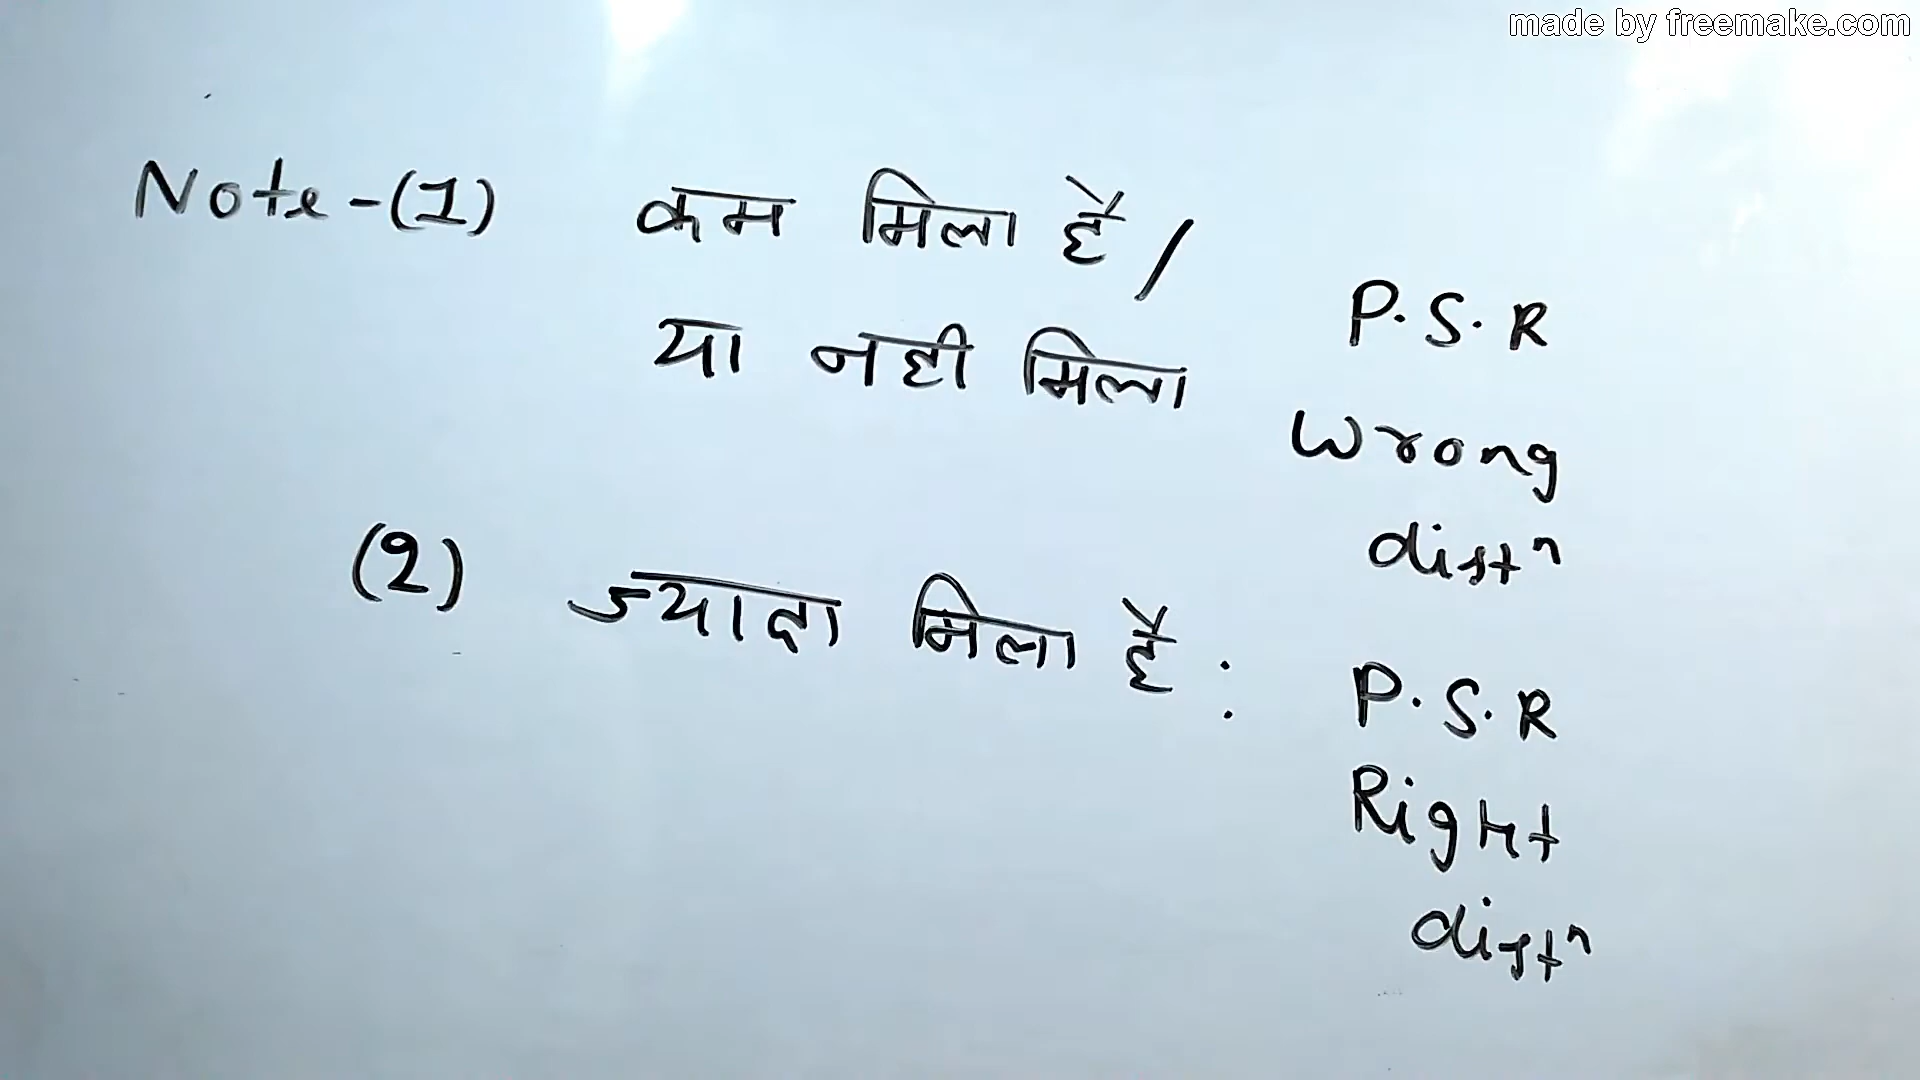 made by freemake.com
Note-(1) कम मिला है/
या नही मिला
P.S.R
Wrong
distⁿ
(2) ज्यादा मिला है :
P.S.R
Right
distⁿ